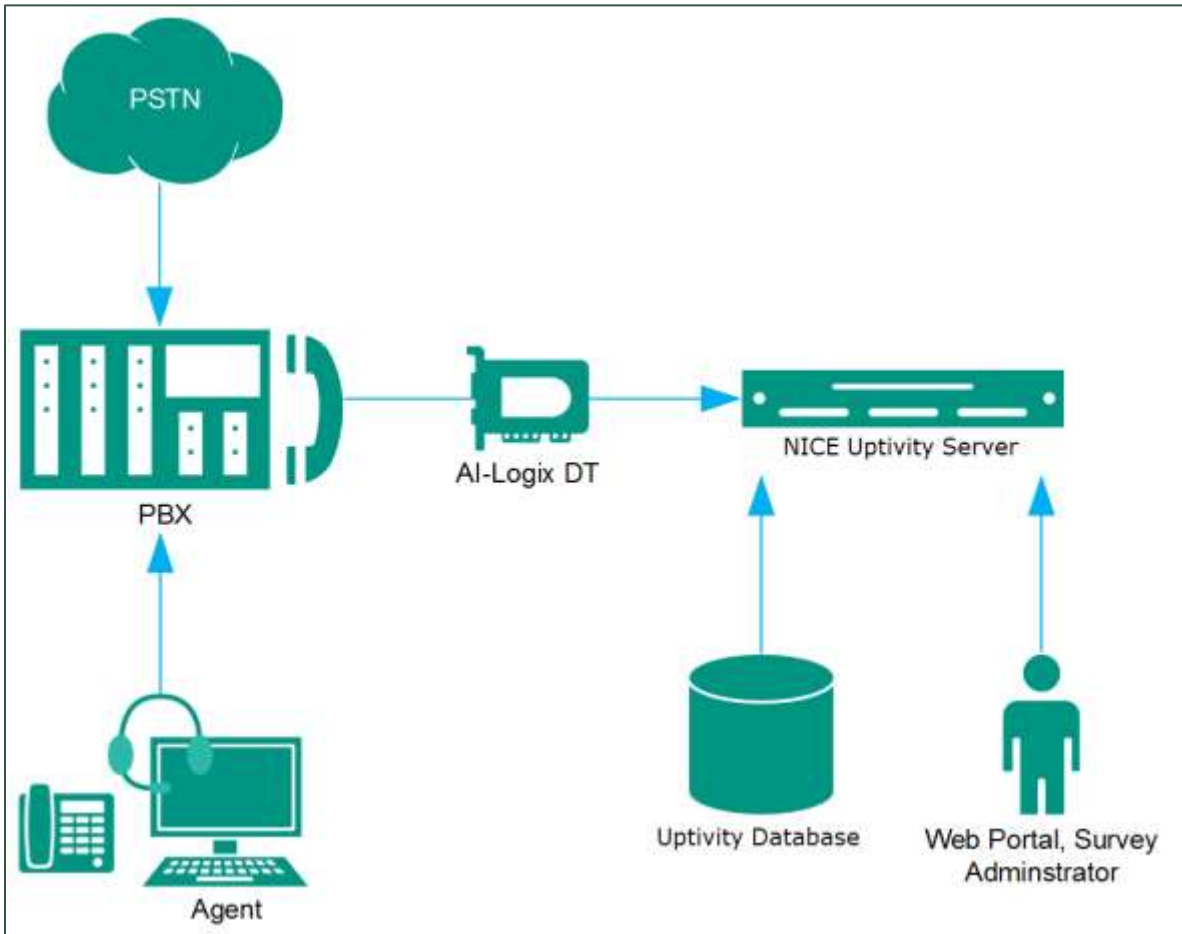 PSTN
PBX
AI-Logix DT
NICE Uptivity Server
Agent
Uptivity Database
Web Portal, Survey
Adminstrator